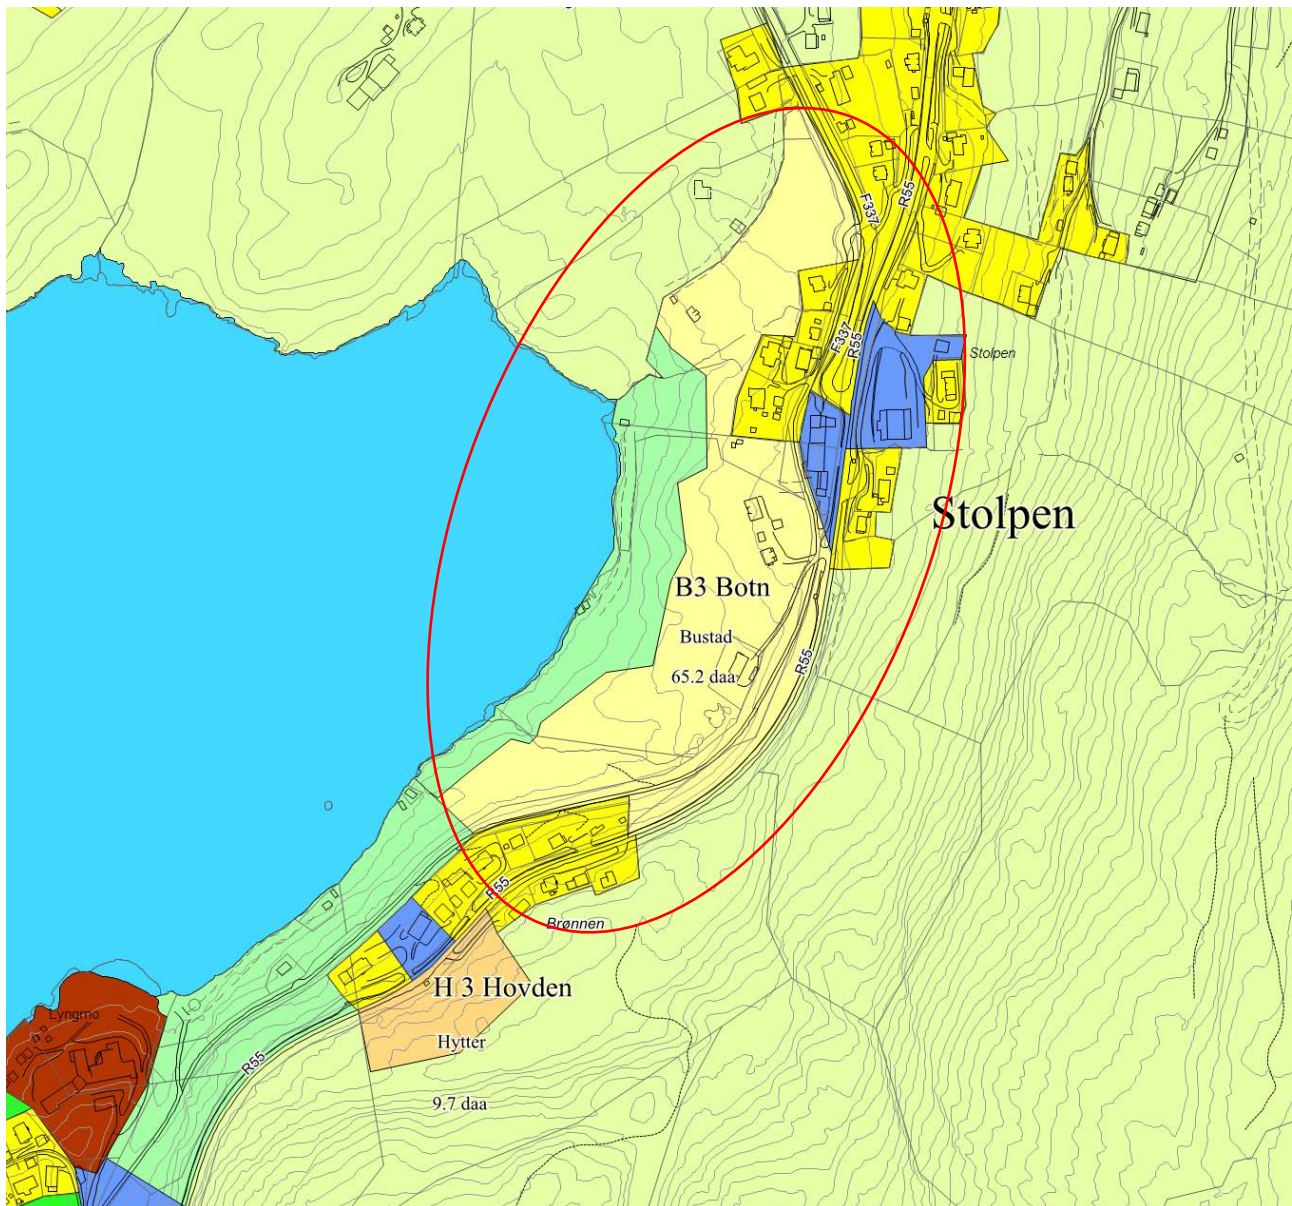 F337
R55
F337
R55
Stolpen
Stolpen
B3 Botn
Bustad
65.2 daa
R55
R55
Brønnen
H 3 Hovden
Hytter
9.7 daa
Lyngmo
R55